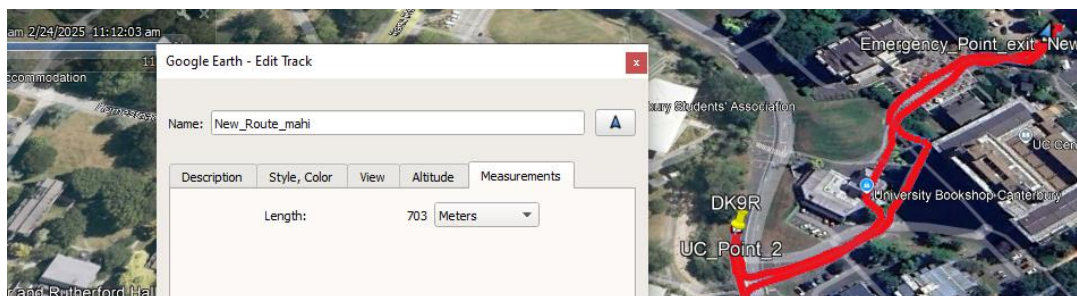 am 2/24/2025 11:12:03 am
11
Google Earth - Edit Track
x
Name: New_Route_mahi
Description Style, Color View Altitude Measurements
Length: 703 Meters
ccommodation
r and Rutherford Hall
bury Students' Association
Emergency_Point_exit New
UC Cen
University Bookshop Canterbury
DK9R
UC_Point_2